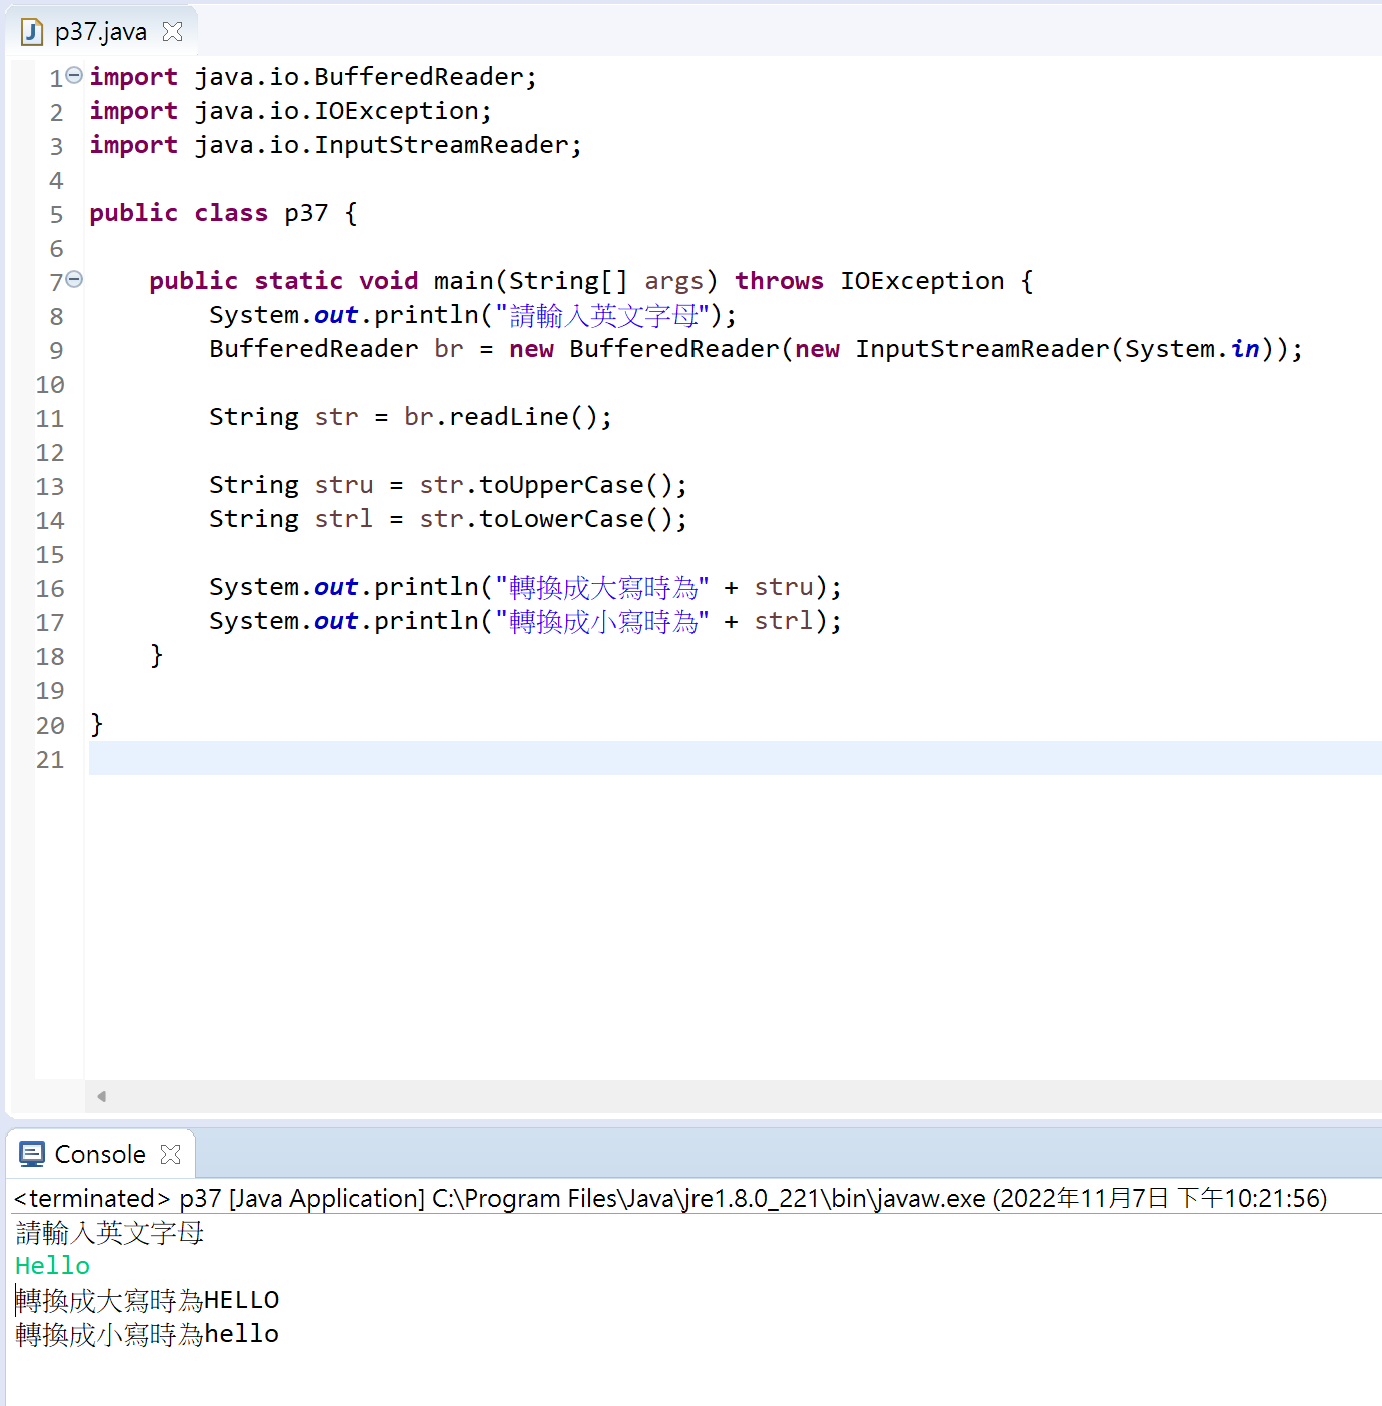 p37.java
1 import java.io.BufferedReader;
2 import java.io.IOException;
3 import java.io.InputStreamReader;
4
5 public class p37 {
6
7     public static void main(String[] args) throws IOException {
8         System.out.println("請輸入英文字母");
9         BufferedReader br = new BufferedReader(new InputStreamReader(System.in));
10
11         String str = br.readLine();
12
13         String stru = str.toUpperCase();
14         String strl = str.toLowerCase();
15
16         System.out.println("轉換成大寫時為" + stru);
17         System.out.println("轉換成小寫時為" + strl);
18     }
19
20 }
21
Console
<terminated> p37 [Java Application] C:\Program Files\Java\jre1.8.0_221\bin\javaw.exe (2022年11月7日 下午10:21:56)
請輸入英文字母
Hello
轉換成大寫時為HELLO
轉換成小寫時為hello